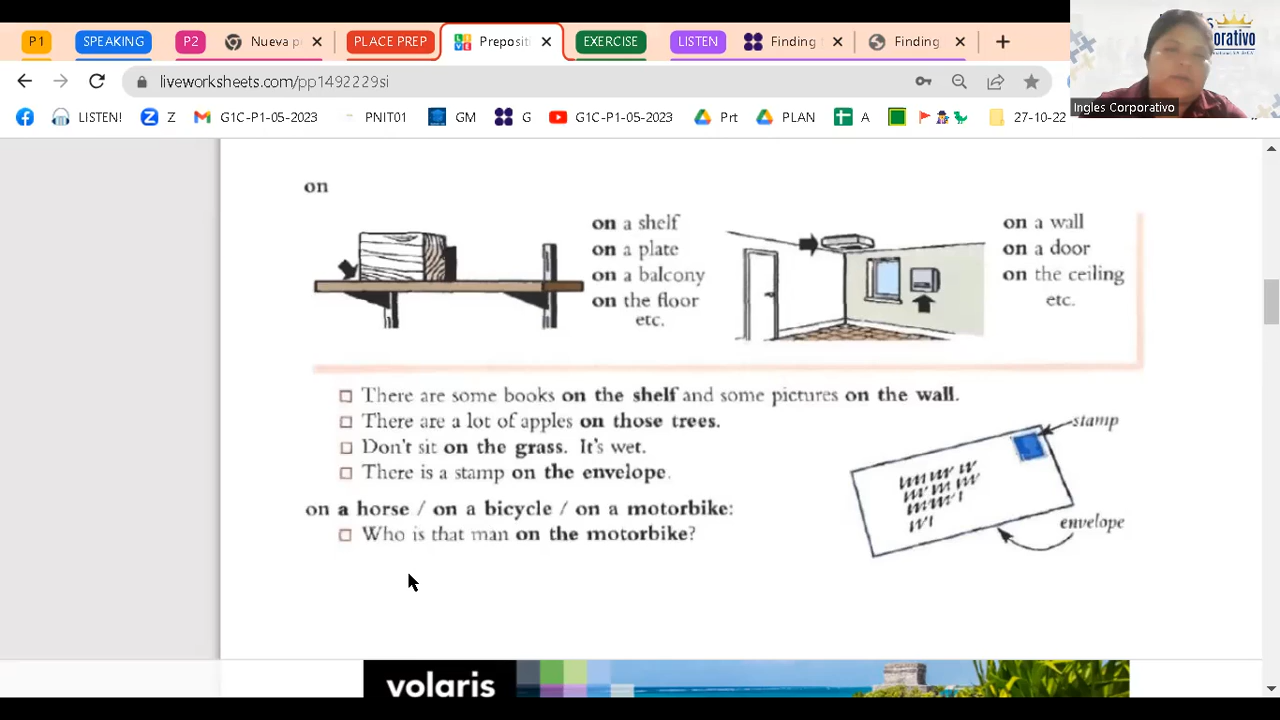 P1
SPEAKING
P2
Nueva p
PLACE PREP
Preposit
EXERCISE
LISTEN
Finding
Finding
orativo
Ingles Corporativo
liveworksheets.com/pp1492229si
LISTEN!
Z
G1C-P1-05-2023
PNIT01
GM
G
G1C-P1-05-2023
Prt
PLAN
A
27-10-22
on
on a shelf
on a plate
on a balcony
on the floor
etc.
on a wall
on a door
on the ceiling
etc.
There are some books on the shelf and some pictures on the wall.
There are a lot of apples on those trees.
Don't sit on the grass. It's wet.
There is a stamp on the envelope.
stamp
envelope
on a horse / on a bicycle / on a motorbike:
Who is that man on the motorbike?
volaris